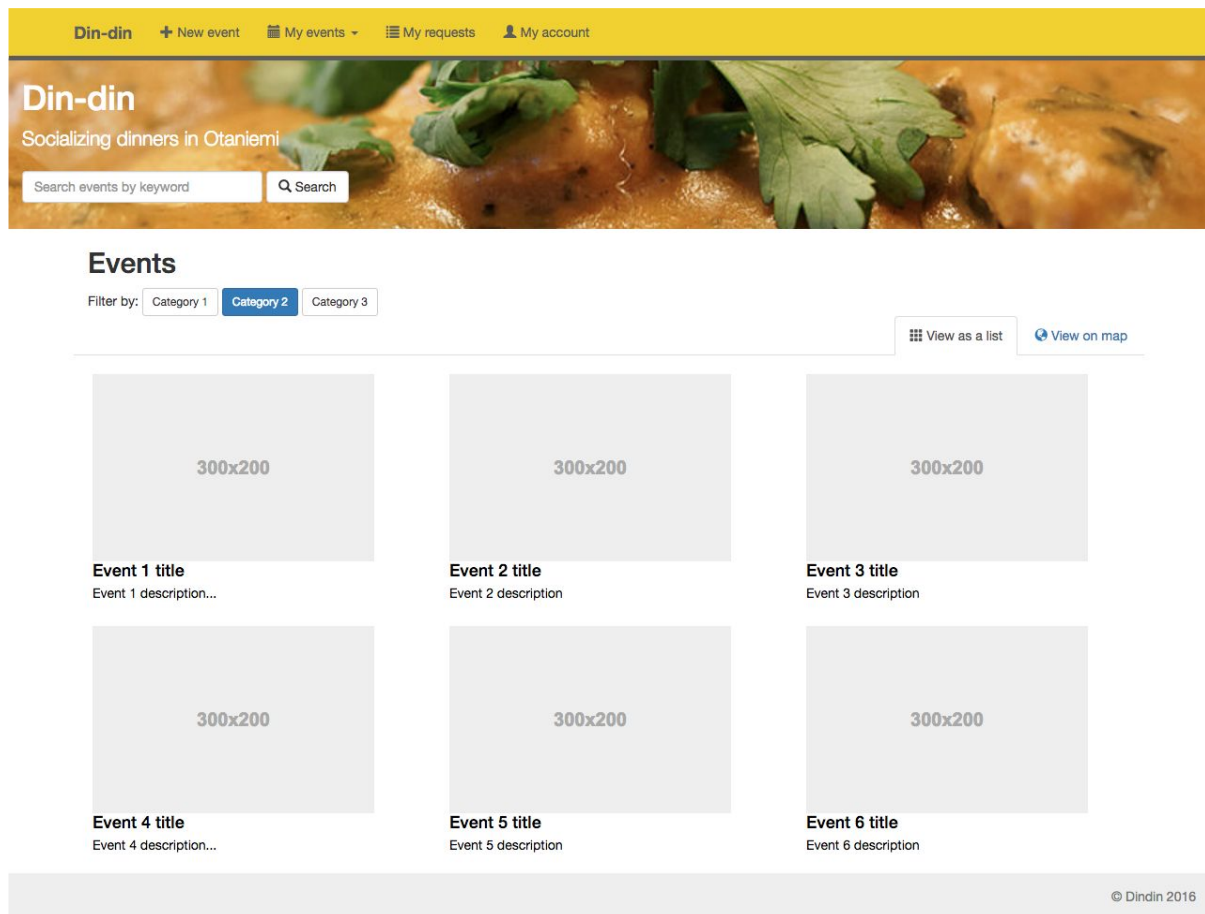 Din-din New event My events My requests My account
Din-din
Socializing dinners in Otaniemi
Search events by keyword Search
Events
Filter by: Category 1 Category 2 Category 3
View as a list View on map
300x200 300x200 300x200
Event 1 title Event 2 title Event 3 title
Event 1 description... Event 2 description Event 3 description
300x200 300x200 300x200
Event 4 title Event 5 title Event 6 title
Event 4 description... Event 5 description Event 6 description
© Dindin 2016